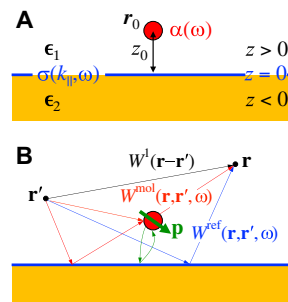 A
r₀
α(ω)
ϵ₁
z₀
z > 0
σ(k∥,ω)
z = 0
ϵ₂
z < 0
B
W¹(r−r′)
r
r′
Wᵐᵒˡ(r,r′,ω)
p
Wʳᵉᶠ(r,r′,ω)